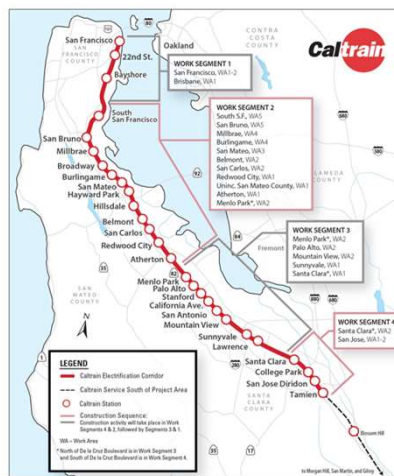 Caltrain
San Francisco
SAN
FRANCISCO
COUNTY
22nd St.
Bayshore
Oakland
CONTRA
COSTA
COUNTY
WORK SEGMENT 1
San Francisco, WA1-2
Brisbane, WA1
South
San Francisco
WORK SEGMENT 2
South S.F., WA5
San Bruno, WA5
Millbrae, WA4
Burlingame, WA4
San Mateo, WA3
Belmont, WA2
San Carlos, WA2
Redwood City, WA1
Uninc. San Mateo County, WA1
Atherton, WA1
Menlo Park*, WA2
ALAMEDA
COUNTY
San Bruno
Millbrae
Broadway
Burlingame
San Mateo
Hayward Park
Hillsdale
Belmont
San Carlos
Redwood City
Atherton
92
84
Fremont
WORK SEGMENT 3
Menlo Park*, WA2
Palo Alto, WA2
Mountain View, WA2
Sunnyvale, WA1
Santa Clara*, WA1
82
35
SAN
MATEO
COUNTY
Menlo Park
Palo Alto
Stanford
California Ave.
San Antonio
Mountain View
Sunnyvale
Lawrence
N
WORK SEGMENT 4
Santa Clara*, WA2
San Jose, WA1-2
Santa Clara
College Park
San Jose Diridon
Tamien
SANTA CLARA
COUNTY
LEGEND
Caltrain Electrification Corridor
Caltrain Service South of Project Area
Caltrain Station
Construction Sequence:
Construction activity will take place in Work
Segments 4 & 2, followed by Segments 3 & 1.
WA = Work Area
* North of De la Cruz Boulevard is in Work Segment 2
and South of De la Cruz Boulevard is in Work Segment 4.
35
17
Blossom Hill
to Morgan Hill, San Martin, and Gilroy